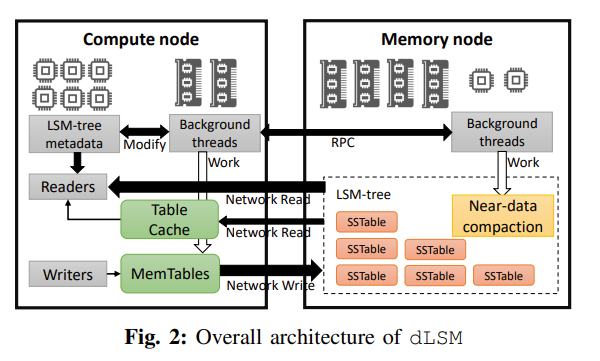 Compute node
Memory node
LSM-tree
metadata
Modify
Background
threads
RPC
Background
threads
Work
Work
Readers
Network Read
LSM-tree
Near-data
compaction
Table
Cache
Network Read
SSTable
SSTable
SSTable
SSTable
SSTable
SSTable
Writers
MemTables
Network Write
Fig. 2: Overall architecture of dLSM